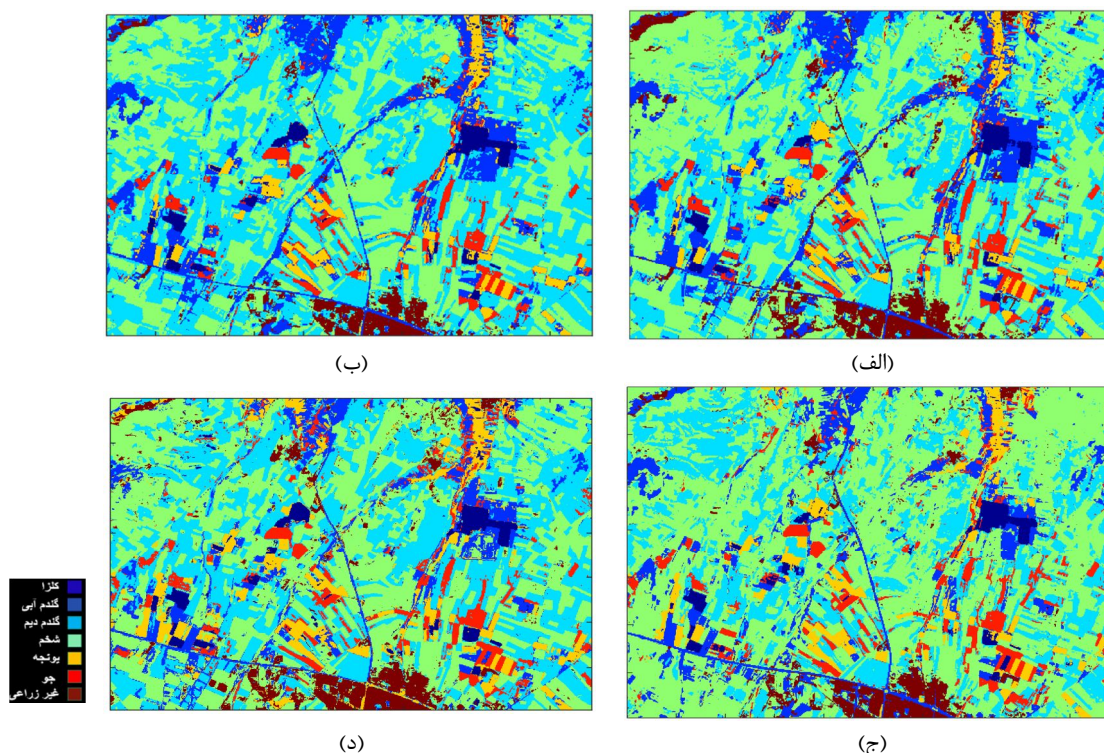 (الف)
(ب)
(ج)
(د)
کلزا
گندم آبی
گندم دیم
شخم
یونجه
جو
غیر زراعی